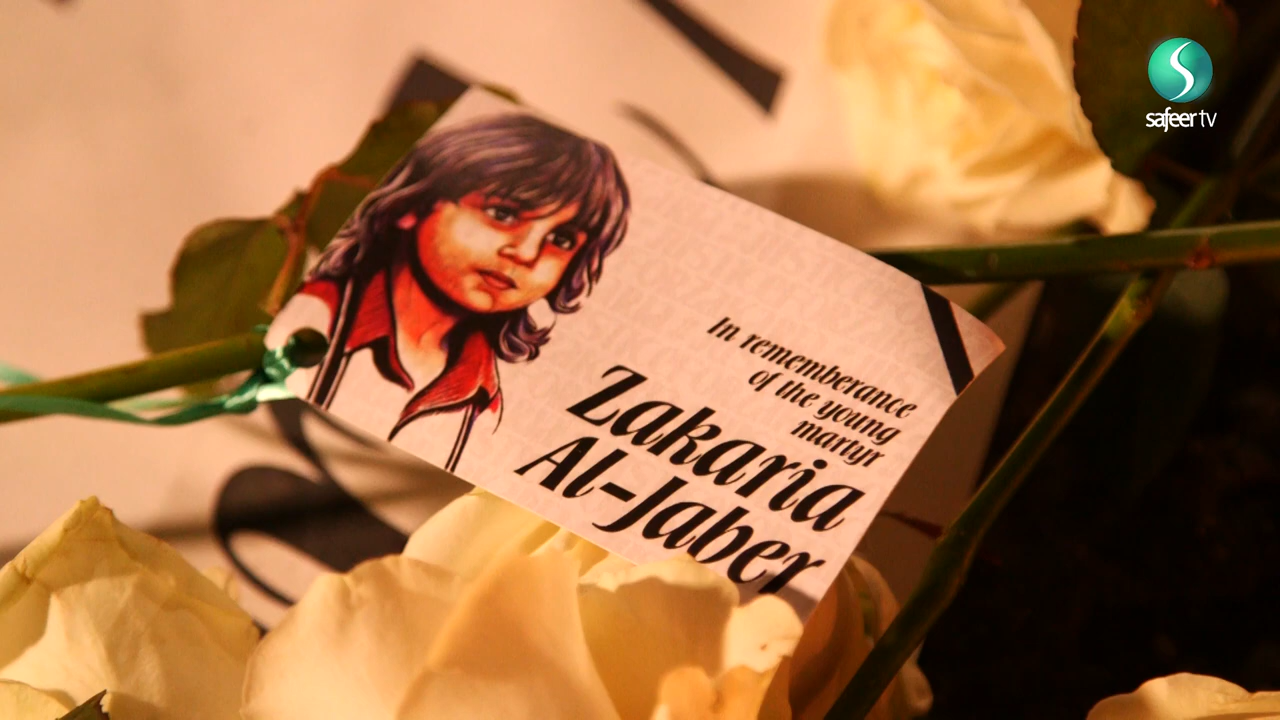 safeer tv
In rememberance
of the young
martyr
Zakaria
Al-Jaber